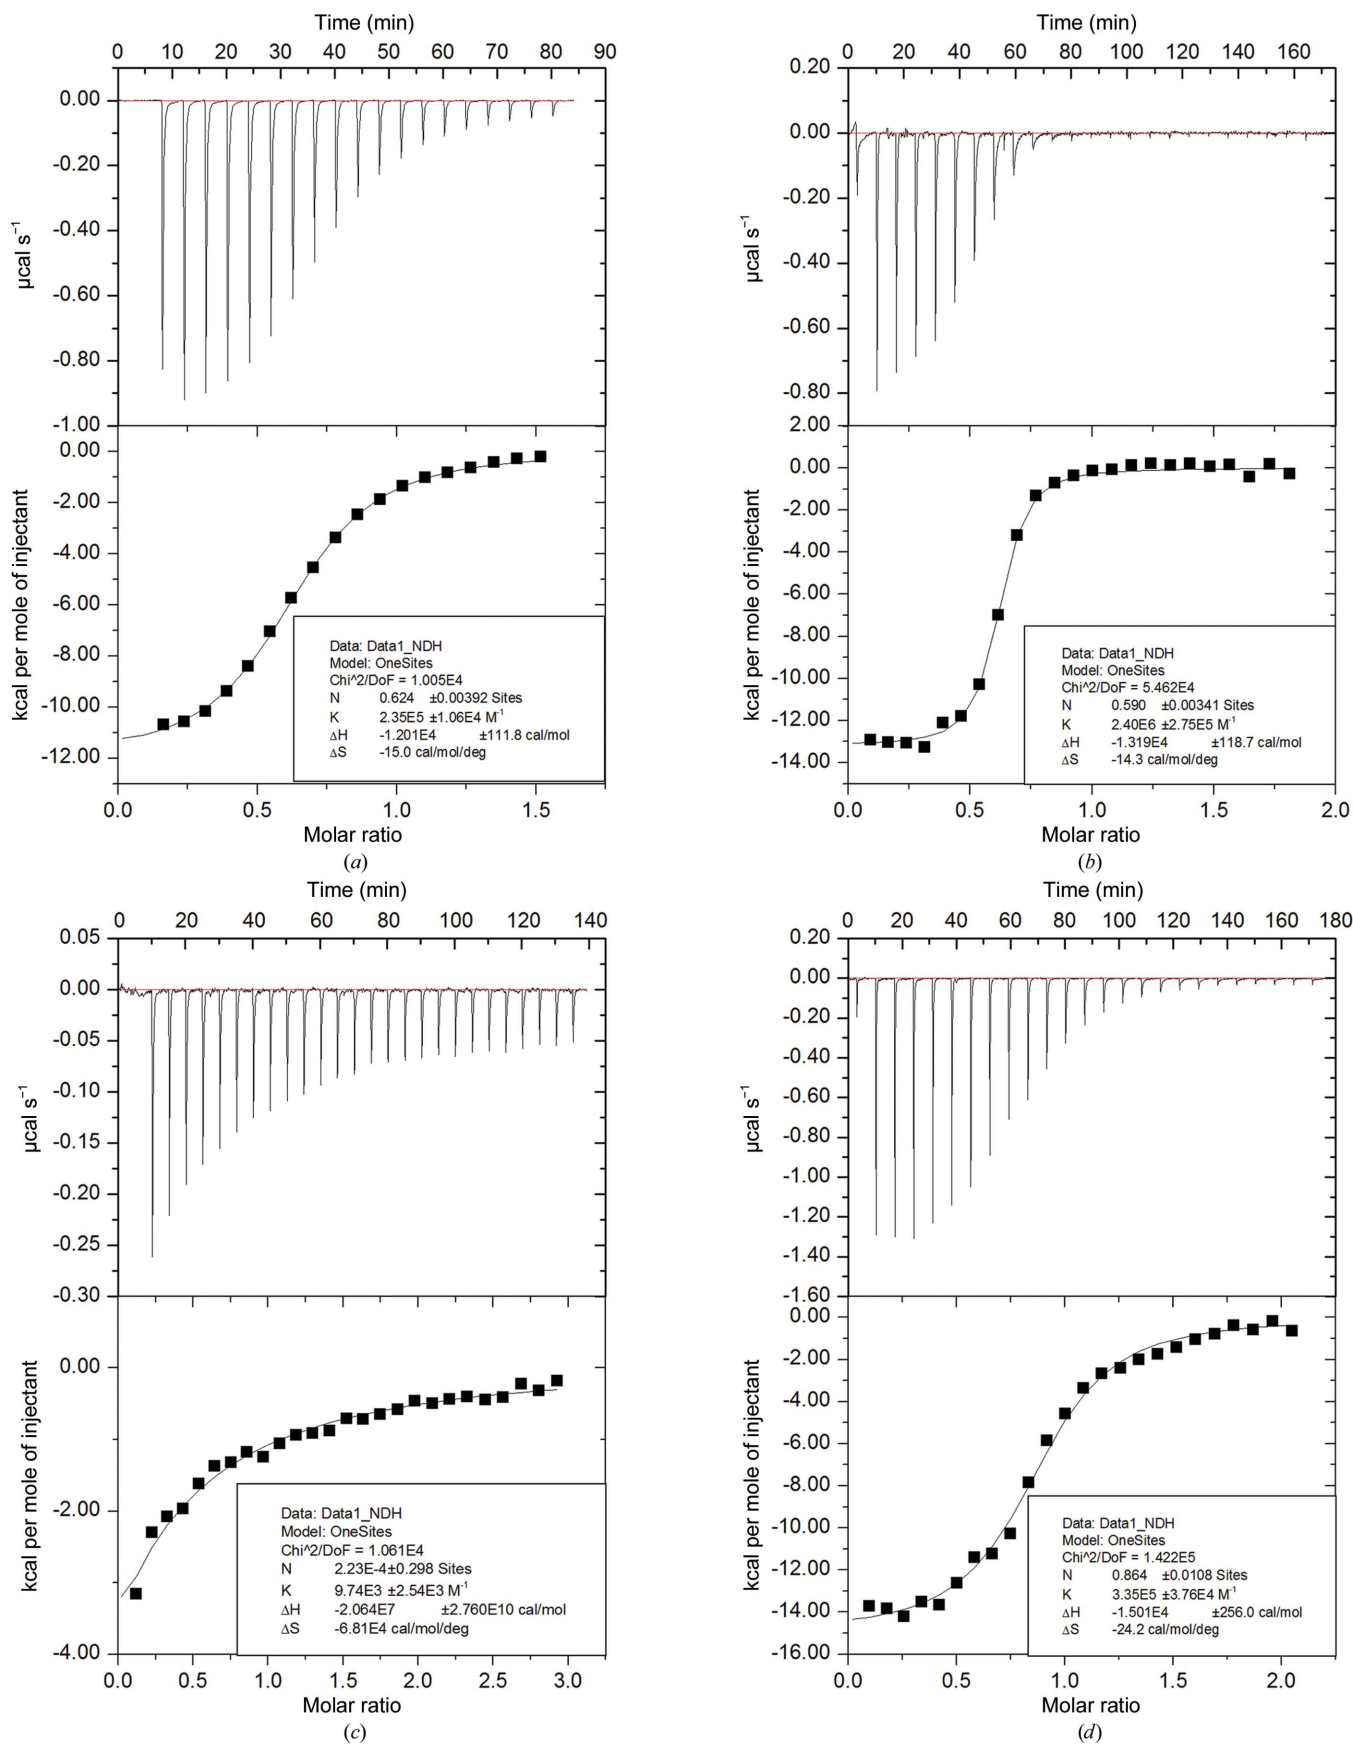 Time (min)
0 10 20 30 40 50 60 70 80 90
0.00
-0.20
-0.40
-0.60
-0.80
-1.00
µcal s⁻¹
0.00
-2.00
-4.00
-6.00
-8.00
-10.00
-12.00
kcal per mole of injectant
Data: Data1_NDH
Model: OneSites
Chi^2/DoF = 1.005E4
N 0.624 ±0.00392 Sites
K 2.35E5 ±1.06E4 M⁻¹
ΔH -1.201E4 ±111.8 cal/mol
ΔS -15.0 cal/mol/deg
0.0 0.5 1.0 1.5
Molar ratio
(a)
Time (min)
0 20 40 60 80 100 120 140 160
0.20
0.00
-0.20
-0.40
-0.60
-0.80
µcal s⁻¹
2.00
0.00
-2.00
-4.00
-6.00
-8.00
-10.00
-12.00
-14.00
kcal per mole of injectant
Data: Data1_NDH
Model: OneSites
Chi^2/DoF = 5.462E4
N 0.590 ±0.00341 Sites
K 2.40E6 ±2.75E5 M⁻¹
ΔH -1.319E4 ±118.7 cal/mol
ΔS -14.3 cal/mol/deg
0.0 0.5 1.0 1.5 2.0
Molar ratio
(b)
Time (min)
0 20 40 60 80 100 120 140
0.05
0.00
-0.05
-0.10
-0.15
-0.20
-0.25
-0.30
µcal s⁻¹
0.00
-2.00
-4.00
kcal per mole of injectant
Data: Data1_NDH
Model: OneSites
Chi^2/DoF = 1.061E4
N 2.23E-4±0.298 Sites
K 9.74E3 ±2.54E3 M⁻¹
ΔH -2.064E7 ±2.760E10 cal/mol
ΔS -6.81E4 cal/mol/deg
0.0 0.5 1.0 1.5 2.0 2.5 3.0
Molar ratio
(c)
Time (min)
0 20 40 60 80 100 120 140 160 180
0.20
0.00
-0.20
-0.40
-0.60
-0.80
-1.00
-1.20
-1.40
-1.60
µcal s⁻¹
0.00
-2.00
-4.00
-6.00
-8.00
-10.00
-12.00
-14.00
-16.00
kcal per mole of injectant
Data: Data1_NDH
Model: OneSites
Chi^2/DoF = 1.422E5
N 0.864 ±0.0108 Sites
K 3.35E5 ±3.76E4 M⁻¹
ΔH -1.501E4 ±256.0 cal/mol
ΔS -24.2 cal/mol/deg
0.0 0.5 1.0 1.5 2.0
Molar ratio
(d)